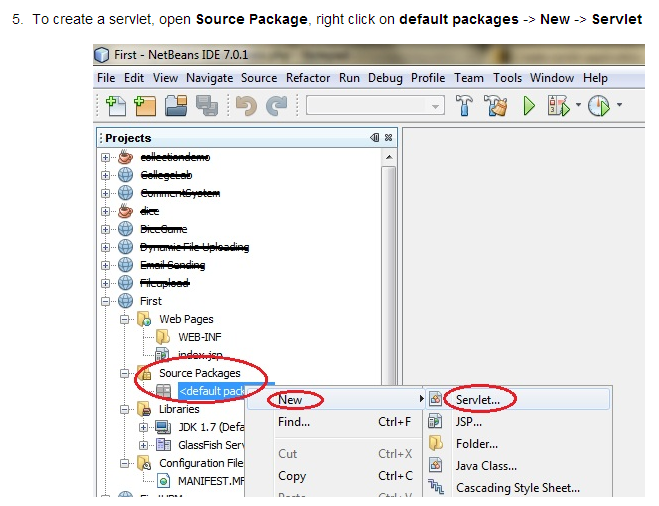 5. To create a servlet, open Source Package, right click on default packages -> New -> Servlet
First - NetBeans IDE 7.0.1
File Edit View Navigate Source Refactor Run Debug Profile Team Tools Window Help
Projects
collectiondemo
CollegeLab
CommentSystem
dice
DiceGame
Dynamic File Uploading
Email Sending
Fileupload
First
Web Pages
WEB-INF
index.jsp
Source Packages
<default pac
New
Servlet...
Libraries
Find... Ctrl+F
JSP...
JDK 1.7 (Defa
GlassFish Serv
Folder...
Cut Ctrl+X
Configuration File
Java Class...
MANIFEST.MF
Copy Ctrl+C
Cascading Style Sheet...